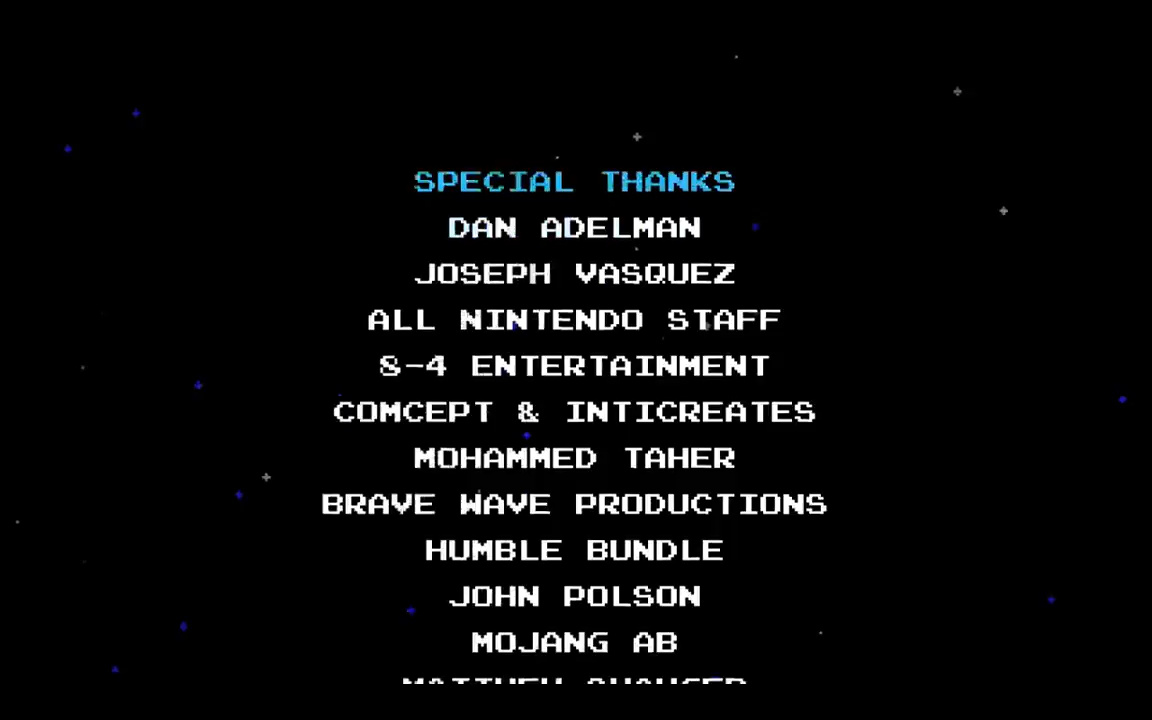 SPECIAL THANKS
DAN ADELMAN
JOSEPH VASQUEZ
ALL NINTENDO STAFF
8-4 ENTERTAINMENT
COMCEPT & INTICREATES
MOHAMMED TAHER
BRAVE WAVE PRODUCTIONS
HUMBLE BUNDLE
JOHN POLSON
MOJANG AB
MATTHEW